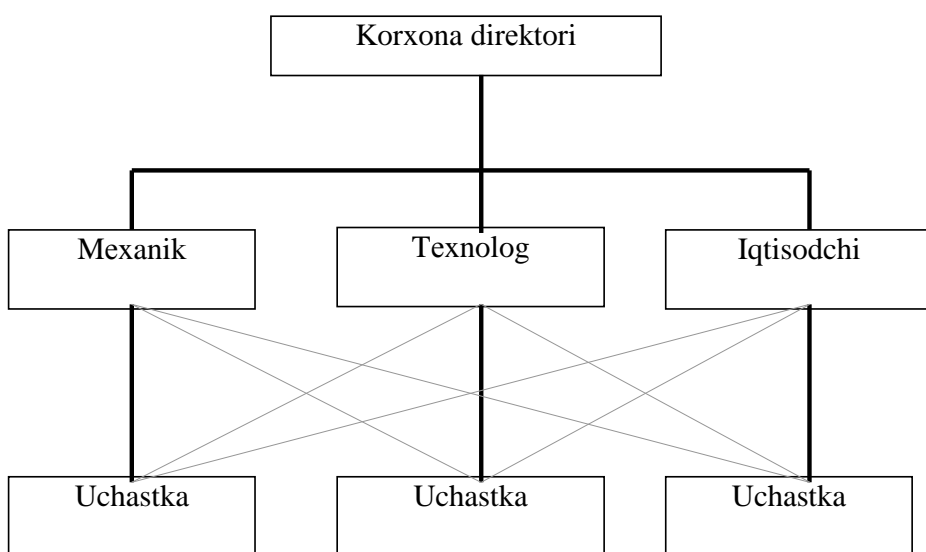 Korxona direktori
Mexanik
Texnolog
Iqtisodchi
Uchastka
Uchastka
Uchastka